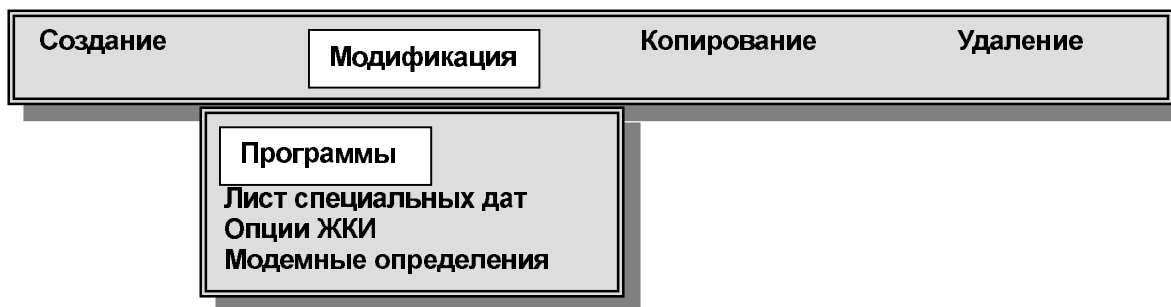 Создание Модификация Копирование Удаление
Программы
Лист специальных дат
Опции ЖКИ
Модемные определения